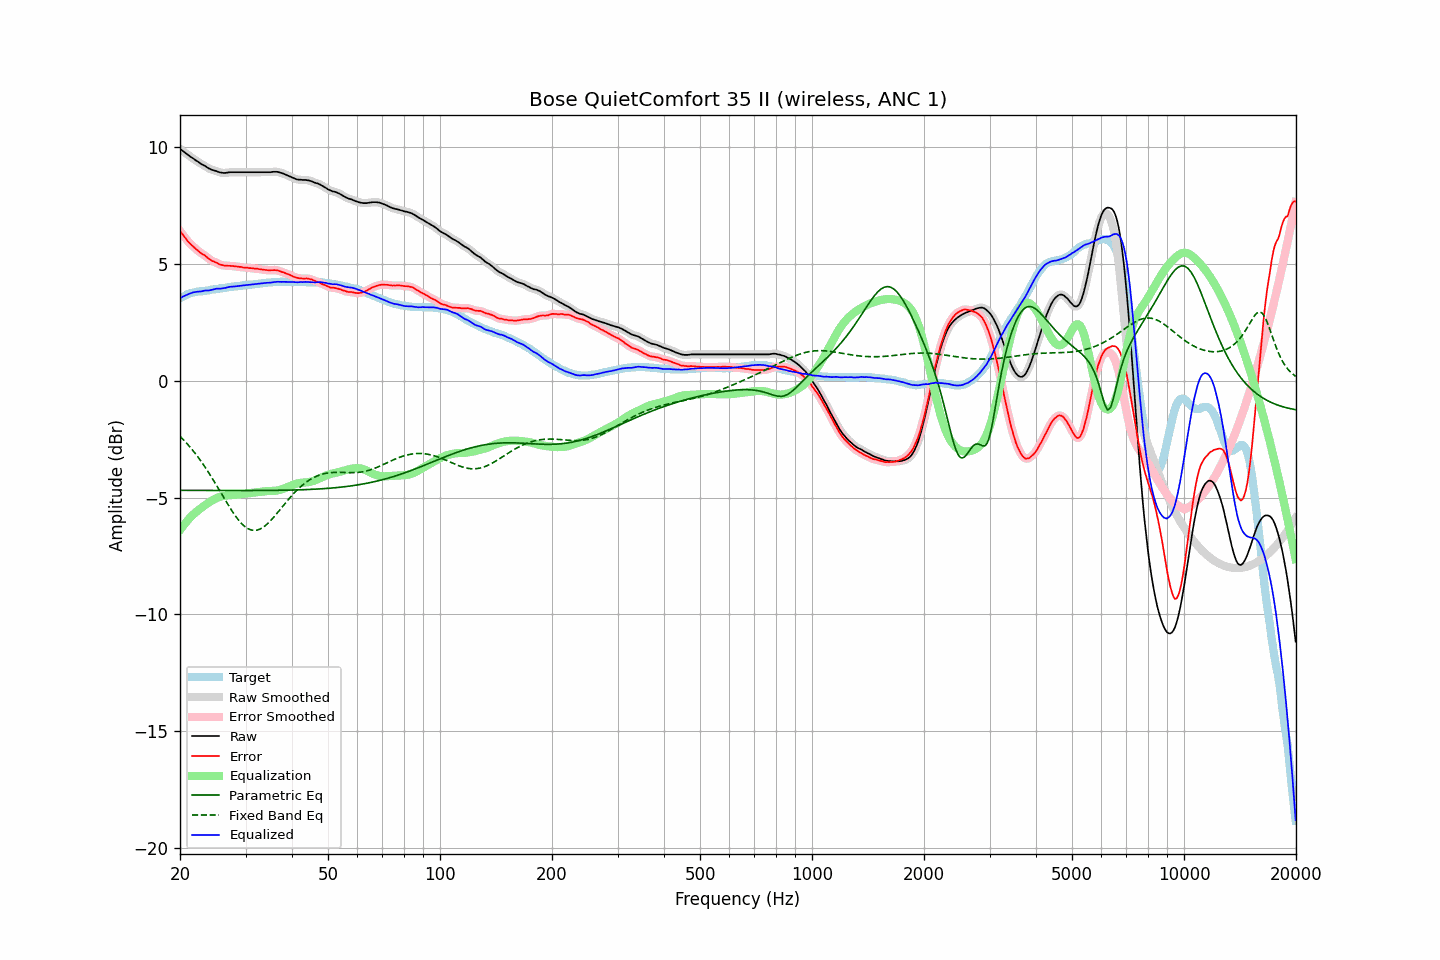 Bose QuietComfort 35 II (wireless, ANC 1)
Amplitude (dBr)
10
5
0
−5
−10
−15
−20
Target
Raw Smoothed
Error Smoothed
Raw
Error
Equalization
Parametric Eq
Fixed Band Eq
Equalized
20 50 100 200 500 1000 2000 5000 10000 20000
Frequency (Hz)